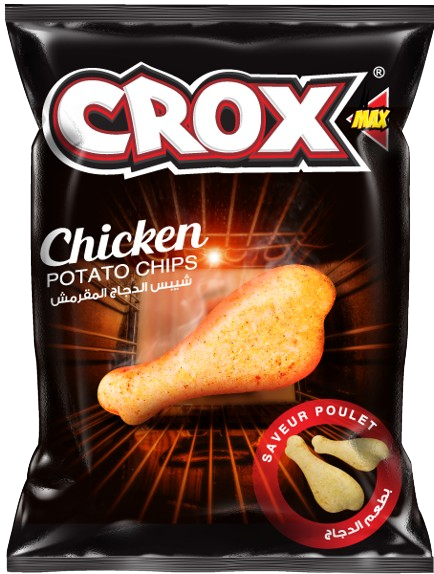 CROX
®
MAX
Chicken
POTATO CHIPS
شيبس الدجاج المقرمش
SAVEUR POULET
بطعم الدجاج